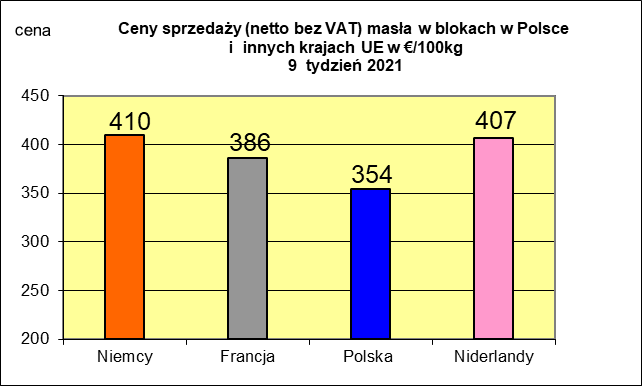 cena
Ceny sprzedaży (netto bez VAT) masła w blokach w Polsce
i innych krajach UE w €/100kg
9 tydzień 2021
450
400
350
300
250
200
410
386
354
407
Niemcy
Francja
Polska
Niderlandy